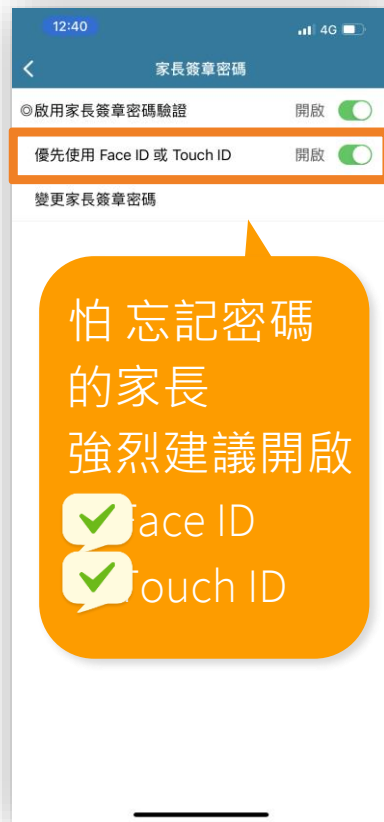 12:40
4G
家長簽章密碼
◎啟用家長簽章密碼驗證 開啟
優先使用 Face ID 或 Touch ID 開啟
變更家長簽章密碼
怕 忘記密碼
的家長
強烈建議開啟
Face ID
Touch ID